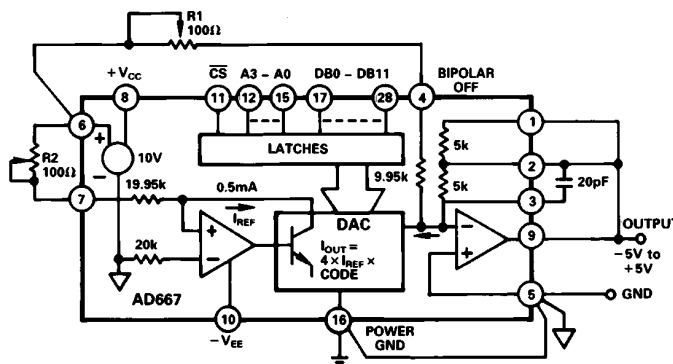 R1
100Ω
+VCC
CS
A3 – A0
DB0 – DB11
BIPOLAR
OFF
8
11
12
15
17
28
4
1
6
+
10V
–
LATCHES
9.95k
5k
2
R2
100Ω
7
19.95k
0.5mA
IREF
5k
3
20pF
+
–
20k
DAC
IOUT =
4 × IREF ×
CODE
–
+
9
OUTPUT
−5V to
+5V
AD667
5
GND
10
−VEE
16
POWER
GND